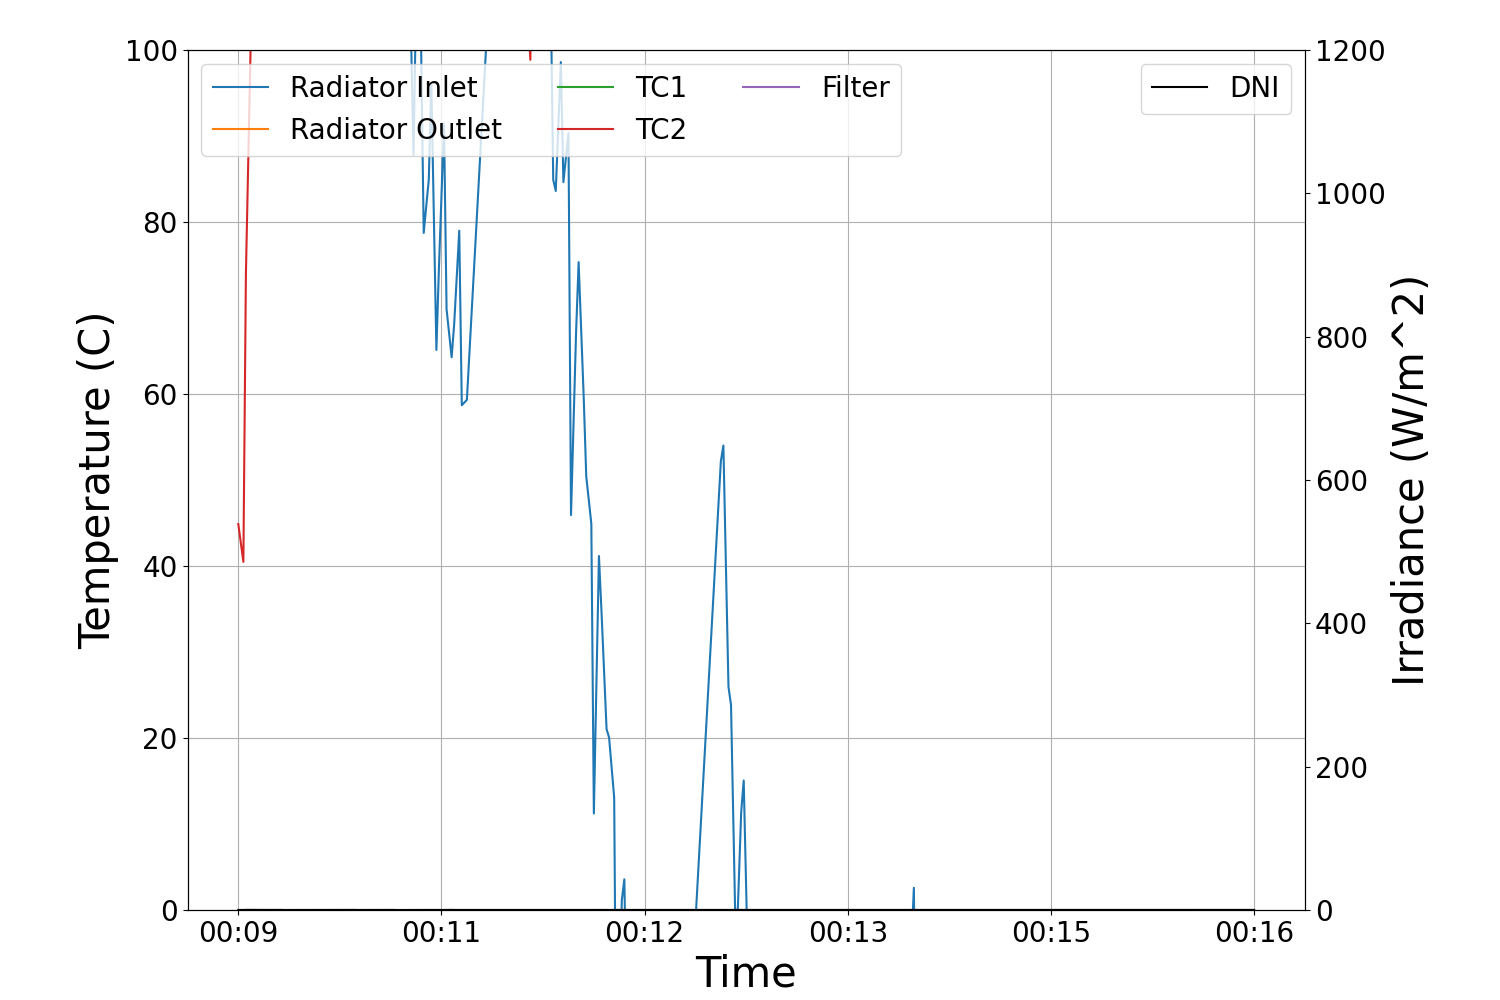 100
80
60
40
20
0
Temperature (C)
Radiator Inlet
Radiator Outlet
TC1
TC2
Filter
DNI
1200
1000
800
600
400
200
0
Irradiance (W/m^2)
00:09 00:11 00:12 00:13 00:15 00:16
Time